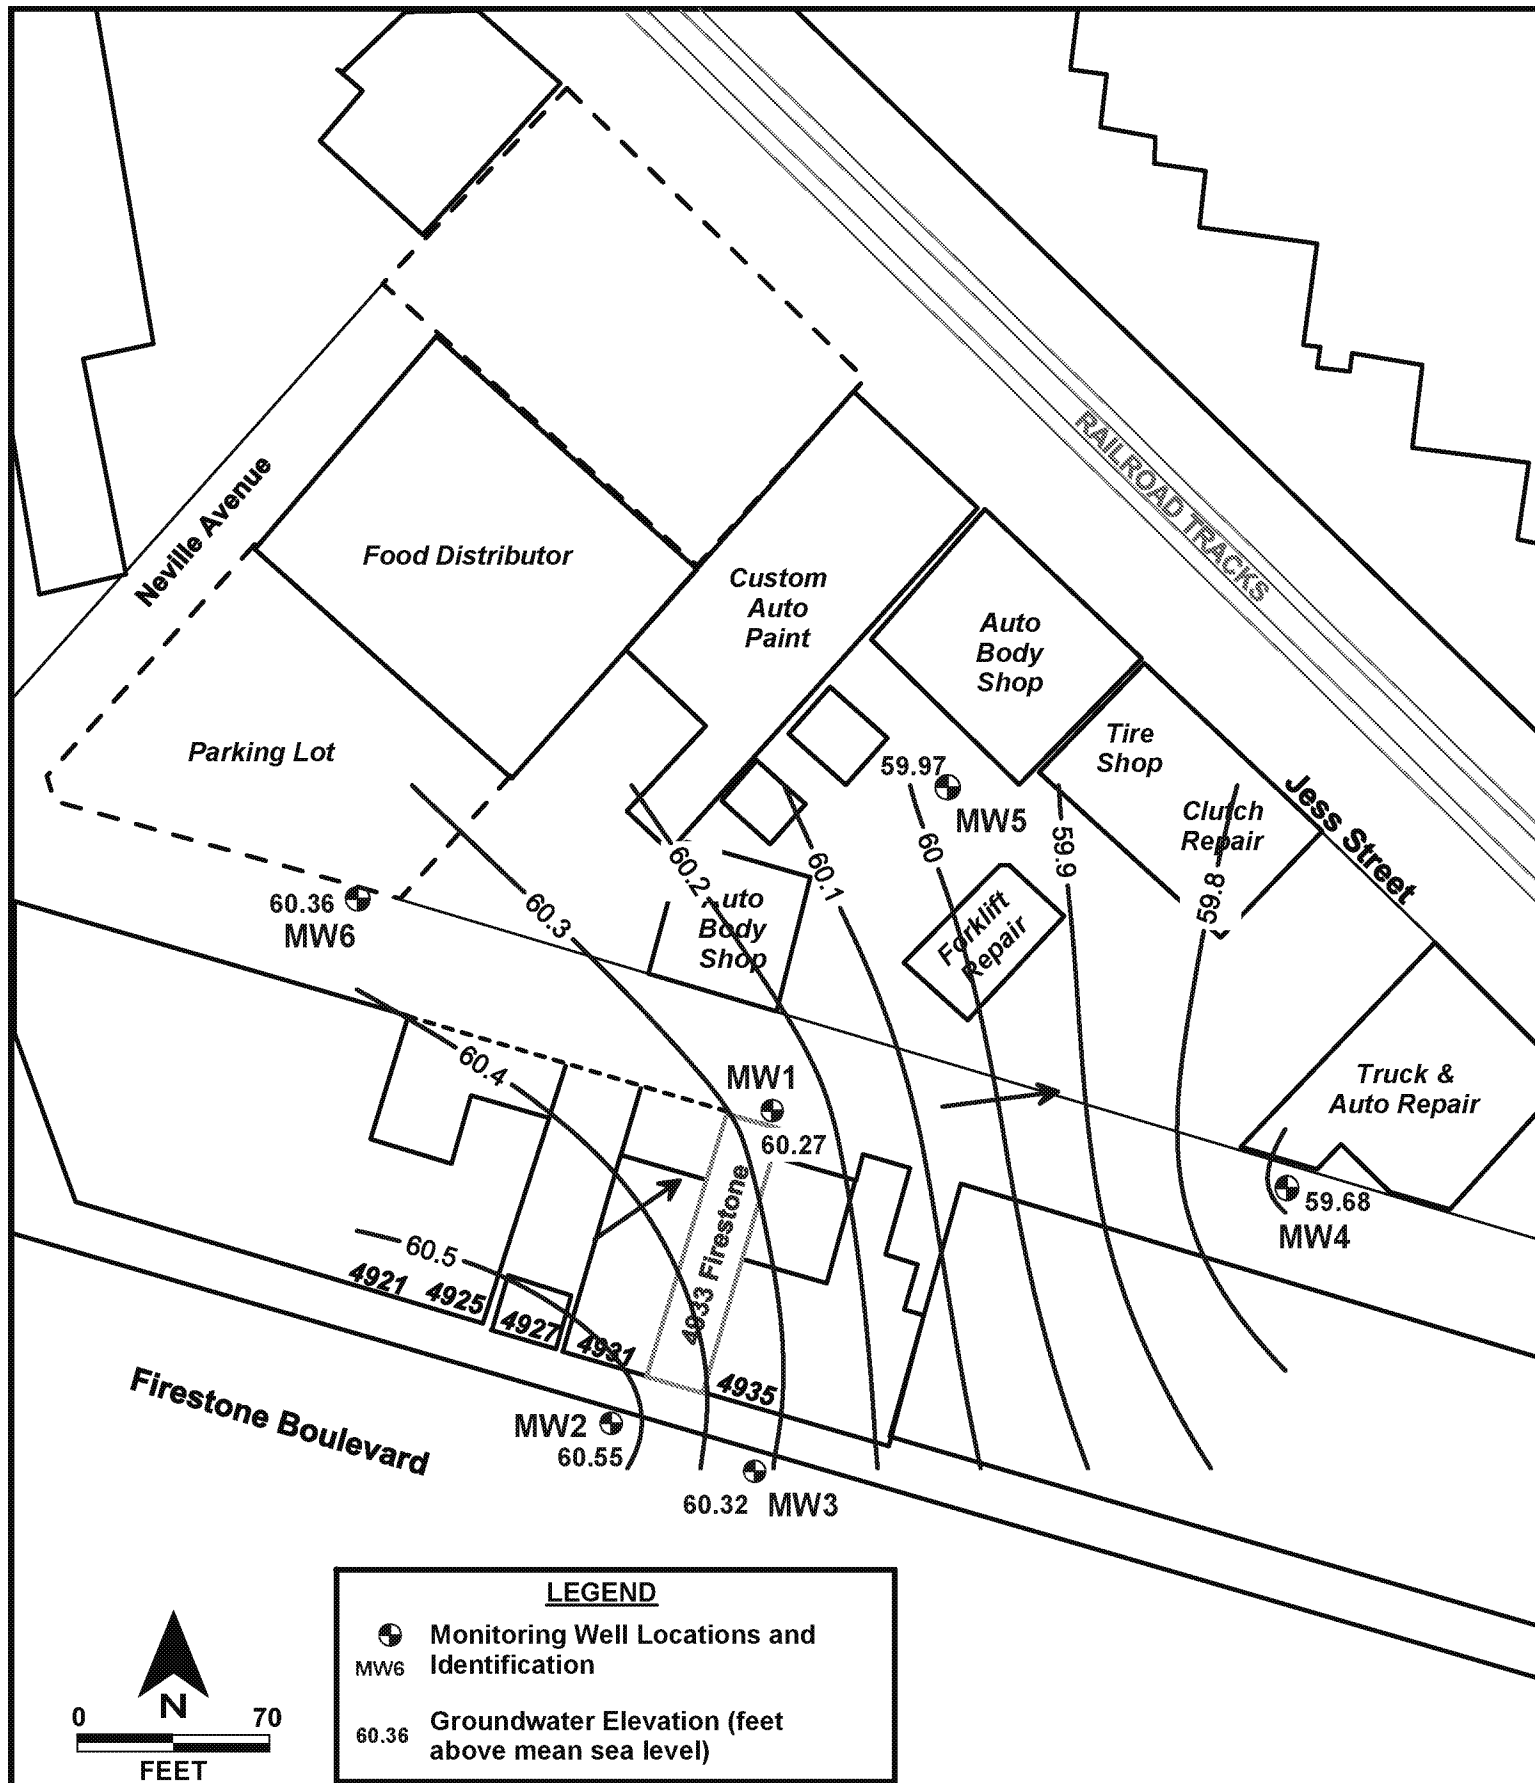 RAILROAD TRACKS
Neville Avenue
Food Distributor
Custom
Auto
Paint
Auto
Body
Shop
Tire
Shop
Parking Lot
59.97
MW5
Clutch
Repair
Jess Street
60.2
60.1
60
59.9
59.8
60.3
60.36
MW6
Auto
Body
Shop
Forklift
Repair
60.4
MW1
60.27
Truck &
Auto Repair
59.68
MW4
60.5
4921
4925
4927
4931
4933 Firestone
4935
Firestone Boulevard
MW2
60.55
60.32 MW3
LEGEND
Monitoring Well Locations and
MW6 Identification
60.36 Groundwater Elevation (feet
above mean sea level)
N
0 70
FEET